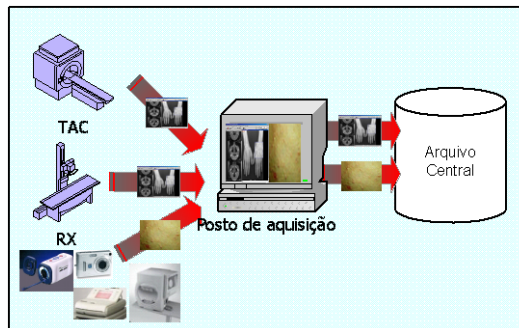 TAC
RX
Posto de aquisição
Arquivo
Central